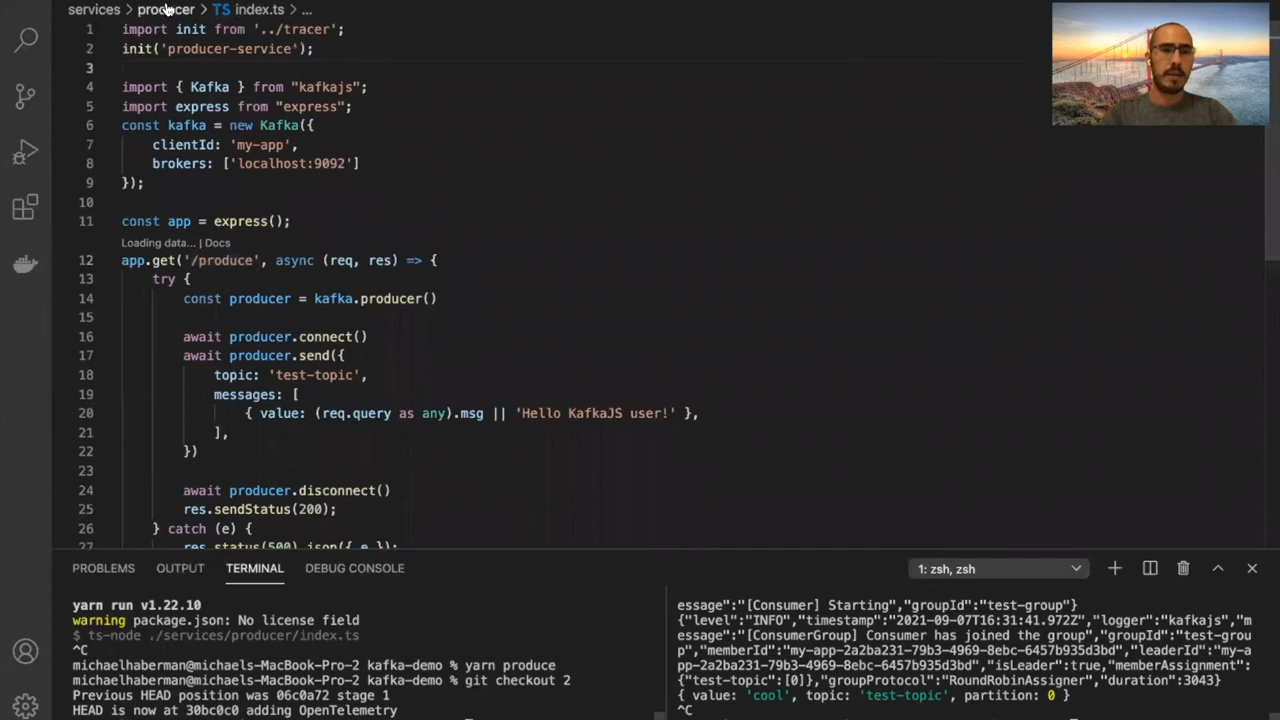 services > producer > TS index.ts > ...
1 import init from '../tracer';
2 init('producer-service');
3
4 import { Kafka } from "kafkajs";
5 import express from "express";
6 const kafka = new Kafka({
7 clientId: 'my-app',
8 brokers: ['localhost:9092']
9 });
10
11 const app = express();
Loading data... | Docs
12 app.get('/produce', async (req, res) => {
13 try {
14 const producer = kafka.producer()
15
16 await producer.connect()
17 await producer.send({
18 topic: 'test-topic',
19 messages: [
20 { value: (req.query as any).msg || 'Hello KafkaJS user!' },
21 ],
22 })
23
24 await producer.disconnect()
25 res.sendStatus(200);
26 } catch (e) {
27 res.status(500).json({ e });
PROBLEMS OUTPUT TERMINAL DEBUG CONSOLE
1: zsh, zsh
yarn run v1.22.10
warning package.json: No license field
$ ts-node ./services/producer/index.ts
^C
michaelhaberman@michaels-MacBook-Pro-2 kafka-demo % yarn produce
michaelhaberman@michaels-MacBook-Pro-2 kafka-demo % git checkout 2
Previous HEAD position was 06c0a72 stage 1
HEAD is now at 30bc0c0 adding OpenTelemetry
essage":"[Consumer] Starting","groupId":"test-group"}
{"level":"INFO","timestamp":"2021-09-07T16:31:41.972Z","logger":"kafkajs","m
essage":"[ConsumerGroup] Consumer has joined the group","groupId":"test-grou
p","memberId":"my-app-2a2ba231-79b3-4969-8ebc-6457b935d3bd","leaderId":"my-a
pp-2a2ba231-79b3-4969-8ebc-6457b935d3bd","isLeader":true,"memberAssignment":
{"test-topic":[0]},"groupProtocol":"RoundRobinAssigner","duration":3043}
{ value: 'cool', topic: 'test-topic', partition: 0 }
^C